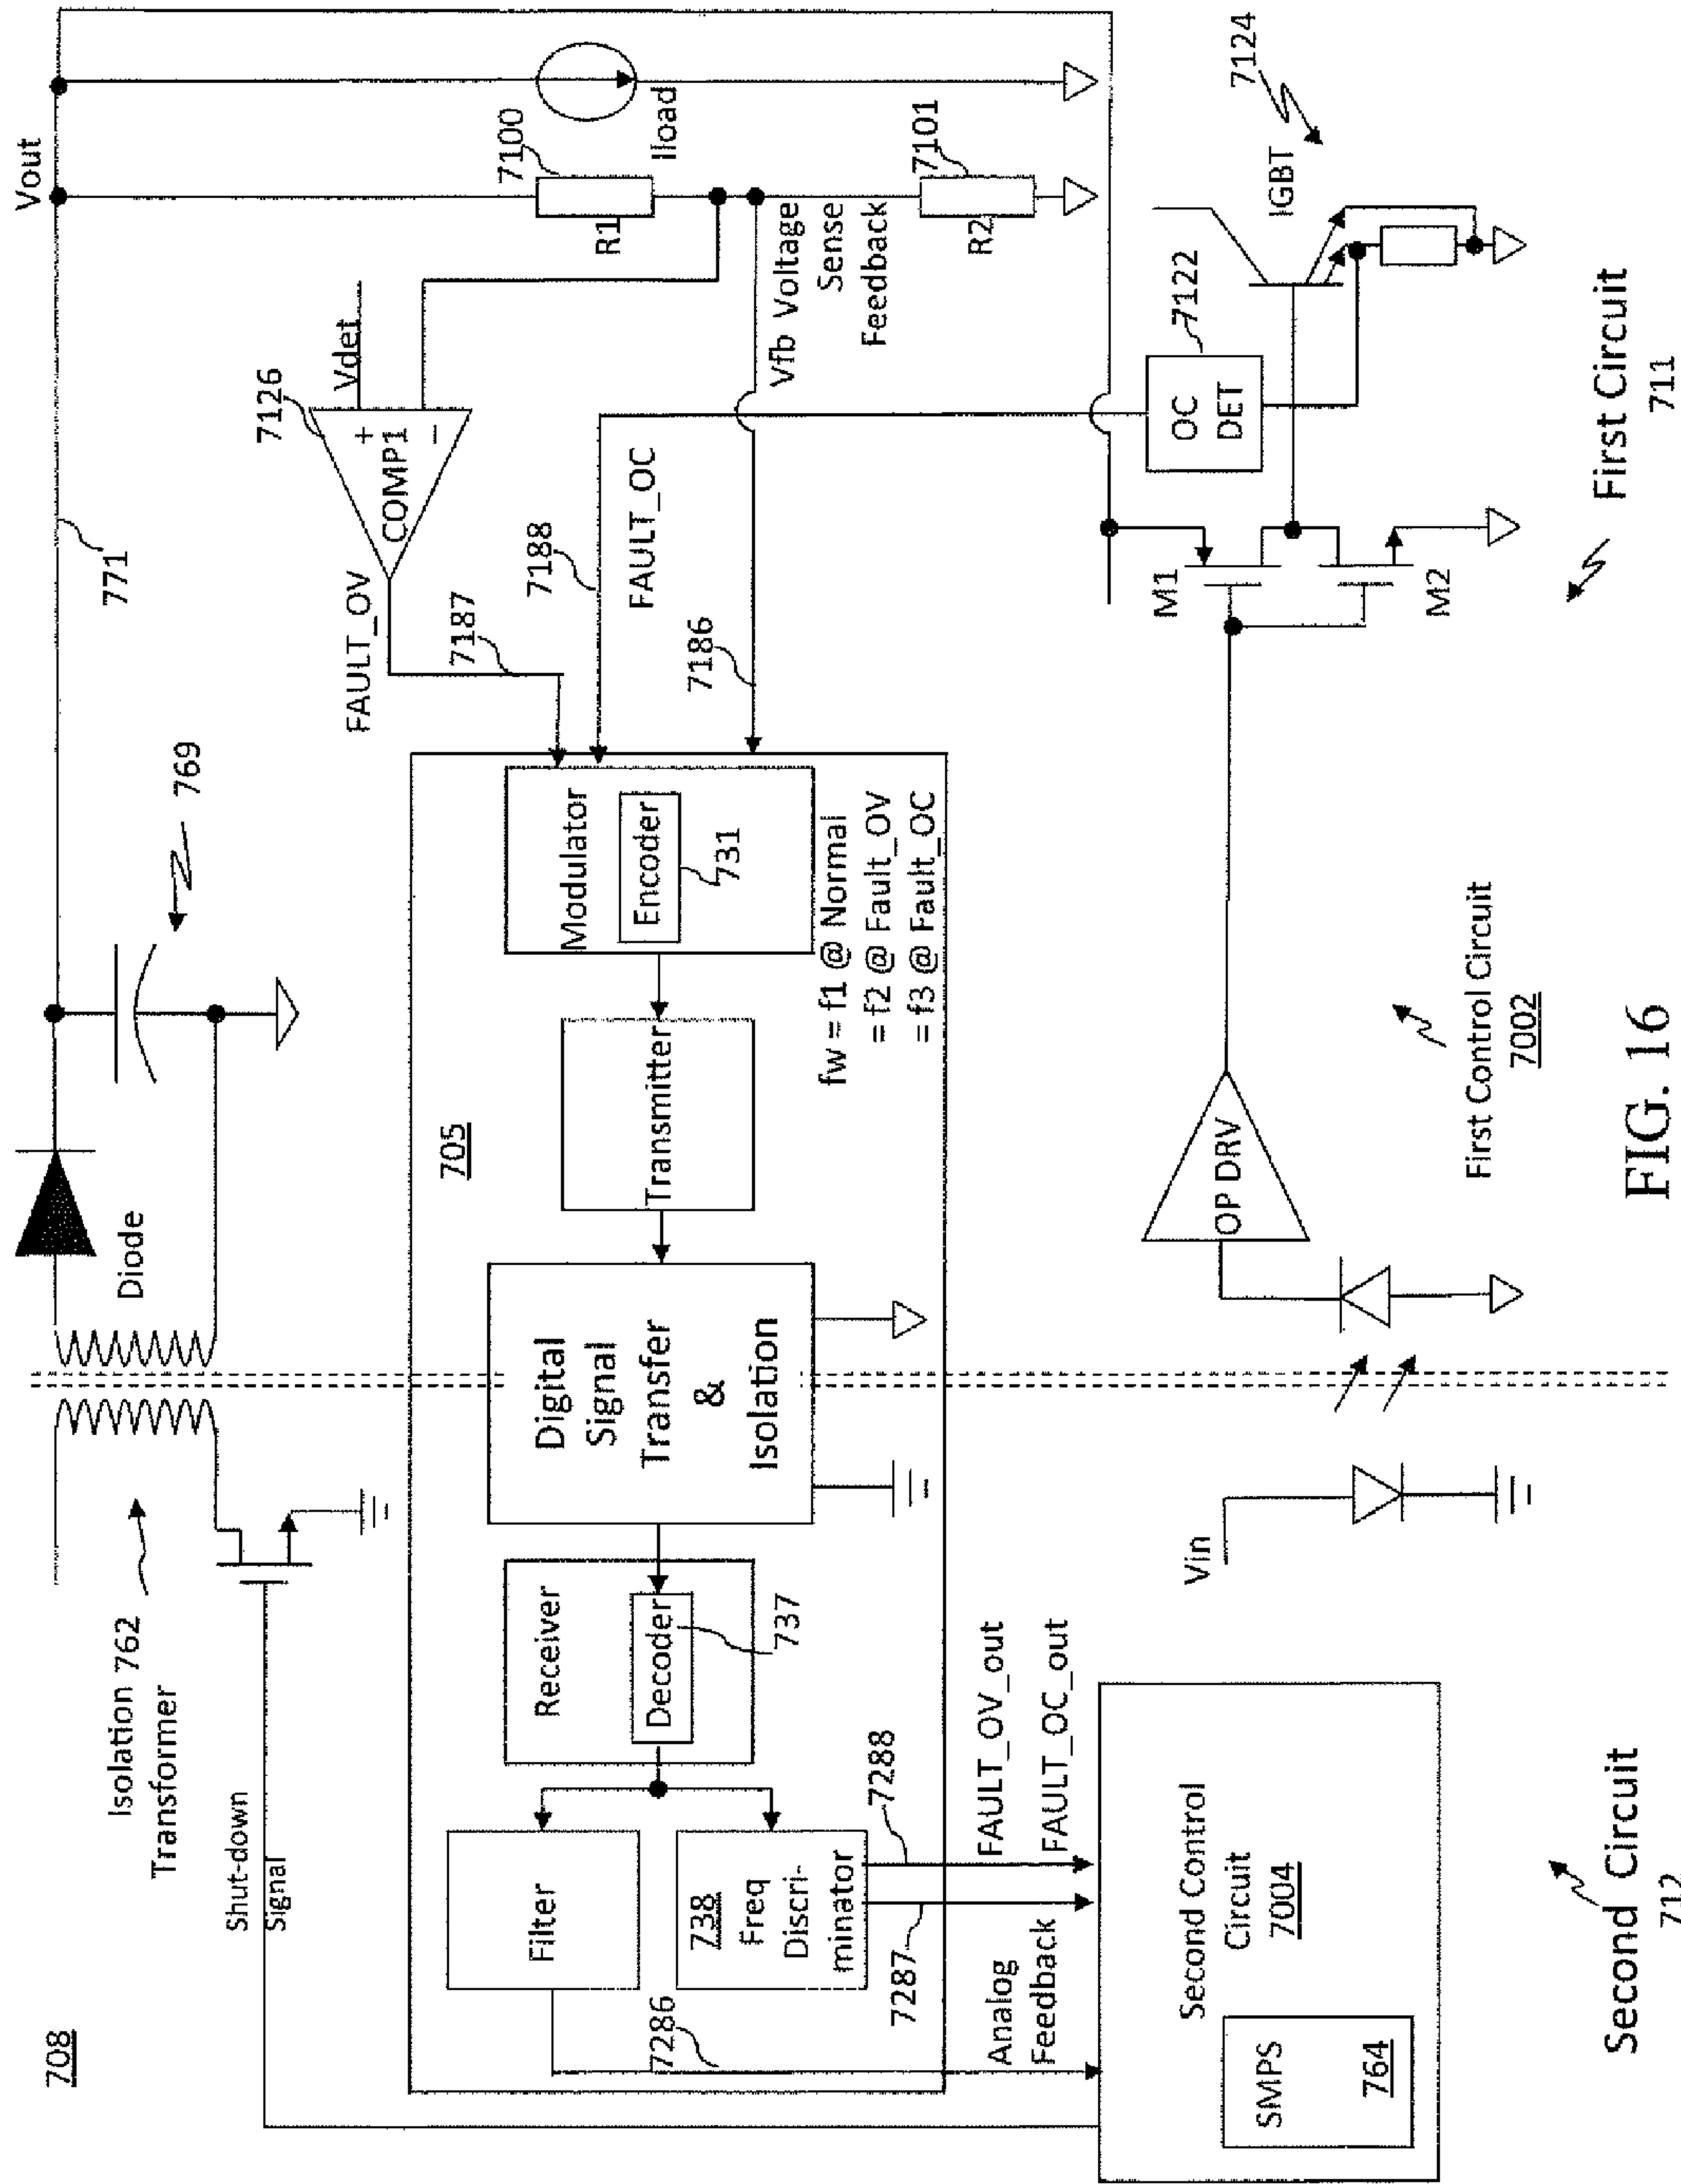 708
Isolation 762
Transformer
Diode
769
771
Vout
Shut-down
Signal
705
Filter
738
Freq
Discri-
minator
Receiver
Decoder
737
Digital
Signal
Transfer
&
Isolation
Transmitter
Modulator
Encoder
731
fw = f1 @ Normal
= f2 @ Fault_OV
= f3 @ Fault_OC
FAULT_OV
7187
7126
COMP1
+
−
Vdet
7188
FAULT_OC
7186
Vfb Voltage
Sense
Feedback
R1
7100
Iload
R2
7101
7286
Analog
Feedback
7287
7288
FAULT_OV_out
FAULT_OC_out
Second Control
Circuit
7004
SMPS
764
Vin
OP DRV
M1
M2
OC
DET
7122
IGBT
7124
First Control Circuit
7002
Second Circuit
712
First Circuit
711
FIG. 16